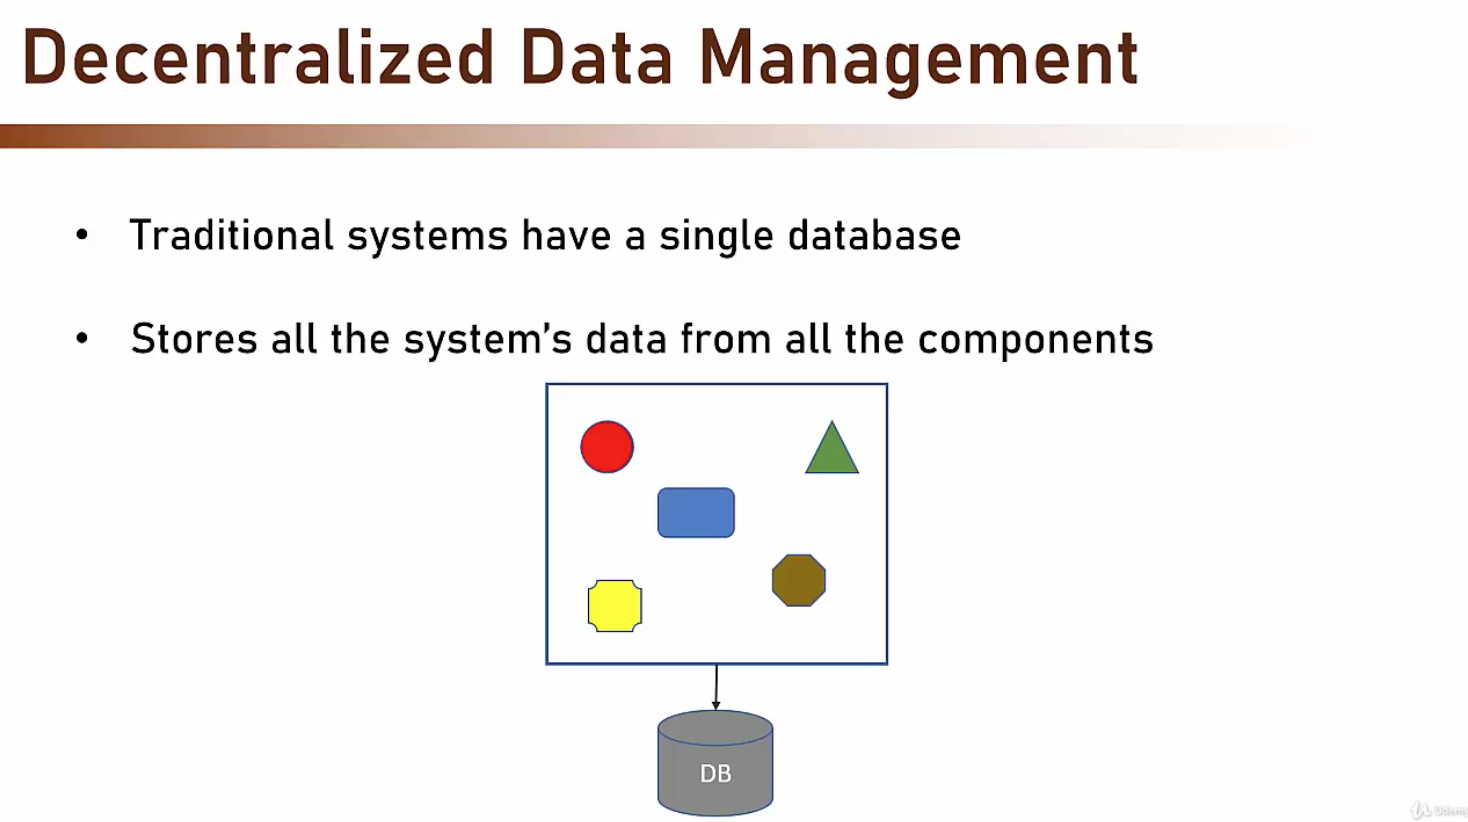 Decentralized Data Management
• Traditional systems have a single database
• Stores all the system’s data from all the components
DB
Udemy